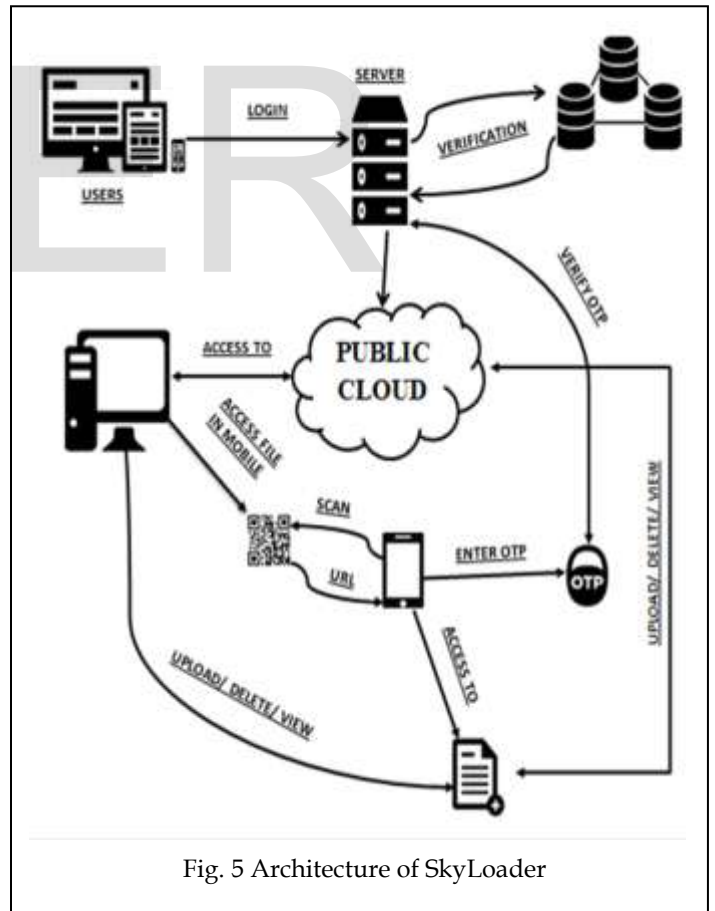 ER
SERVER
LOGIN
VERIFICATION
USERS
VERIFY OTP
ACCESS TO
PUBLIC
CLOUD
ACCESS FILE
IN MOBILE
SCAN
URL
ENTER OTP
OTP
UPLOAD/ DELETE/ VIEW
ACCESS TO
UPLOAD/ DELETE/ VIEW
Fig. 5 Architecture of SkyLoader